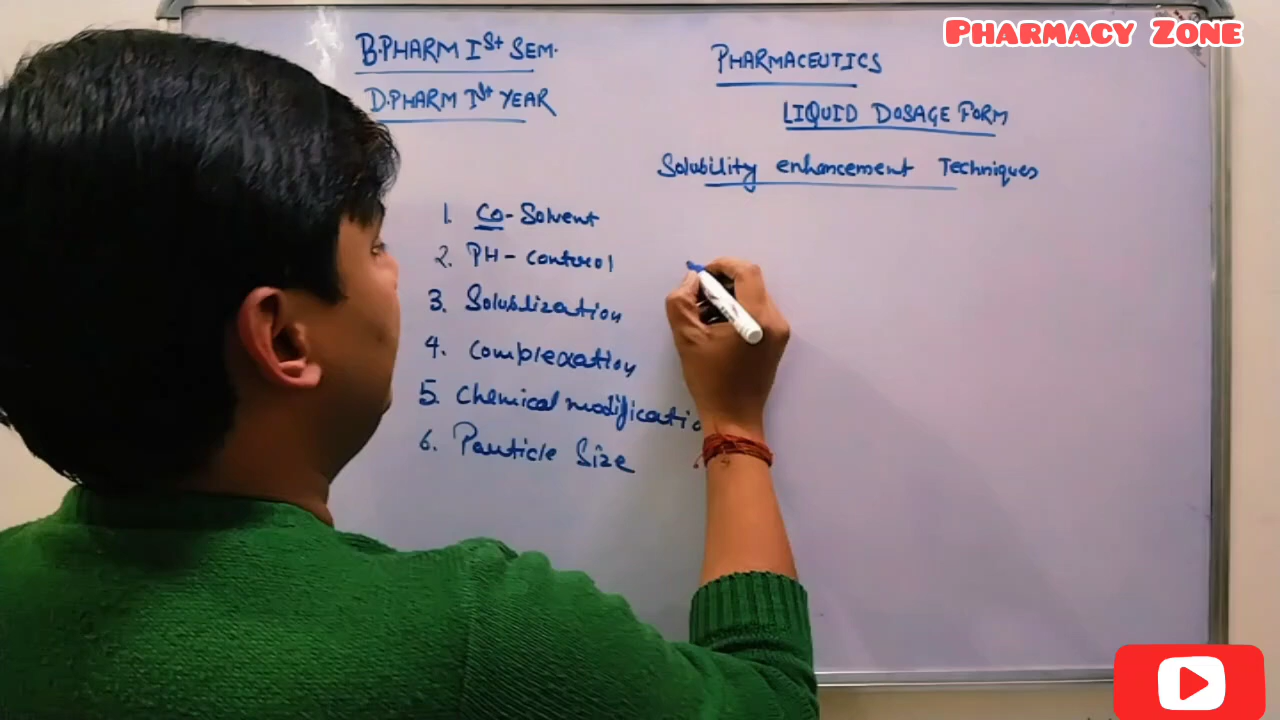 PHARMACY ZONE
B.PHARM Ist SEM.
D.PHARM Ist YEAR
PHARMACEUTICS
LIQUID DOSAGE FORM
Solubility enhancement Techniques
1. Co-Solvent
2. PH-control
3. Solubilization
4. Complexation
5. Chemical modificatio
6. Particle Size